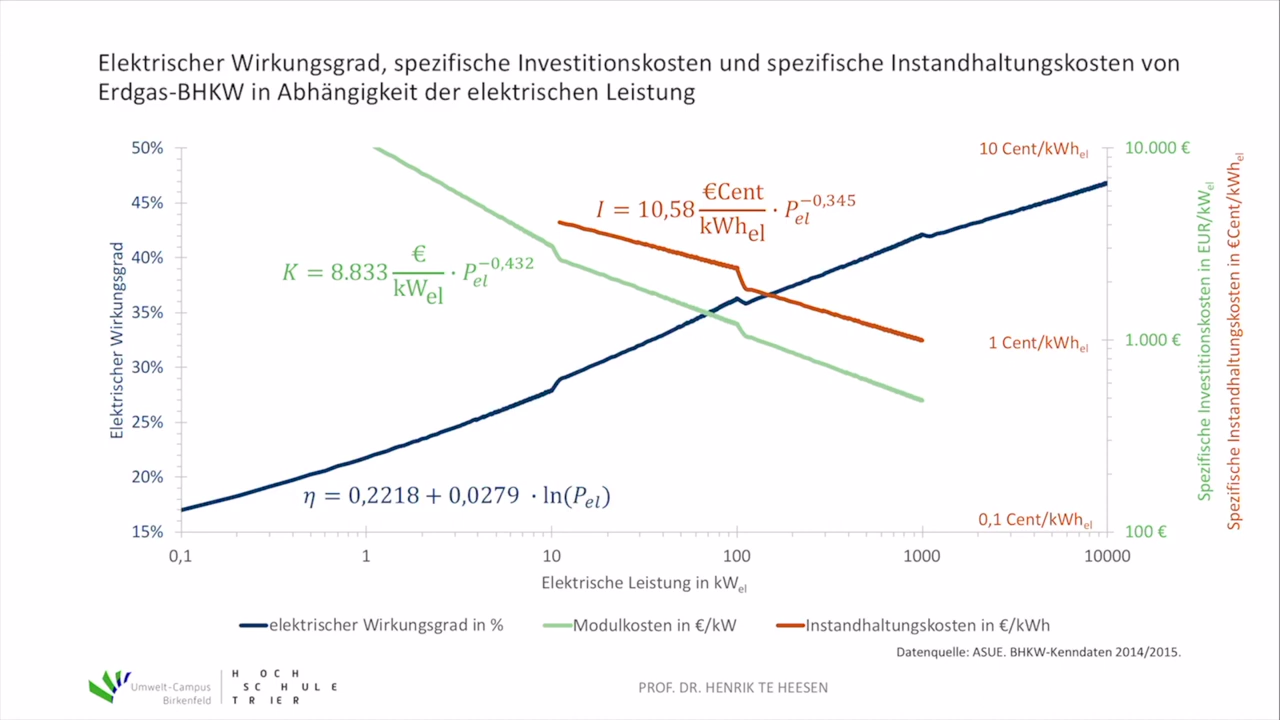 Elektrischer Wirkungsgrad, spezifische Investitionskosten und spezifische Instandhaltungskosten von
Erdgas-BHKW in Abhängigkeit der elektrischen Leistung
Elektrischer Wirkungsgrad
50%
45%
40%
35%
30%
25%
20%
15%
0,1
1
10
100
1000
10000
Elektrische Leistung in kWel
K = 8.833 €/kWel · Pel^−0,432
I = 10,58 €Cent/kWhel · Pel^−0,345
η = 0,2218 + 0,0279 · ln(Pel)
10 Cent/kWhel
1 Cent/kWhel
0,1 Cent/kWhel
10.000 €
1.000 €
100 €
Spezifische Investitionskosten in EUR/kWel
Spezifische Instandhaltungskosten in €Cent/kWhel
elektrischer Wirkungsgrad in %
Modulkosten in €/kW
Instandhaltungskosten in €/kWh
Datenquelle: ASUE. BHKW-Kenndaten 2014/2015.
Umwelt-Campus
Birkenfeld
H O C H
S C H U L E
T R I E R
PROF. DR. HENRIK TE HEESEN